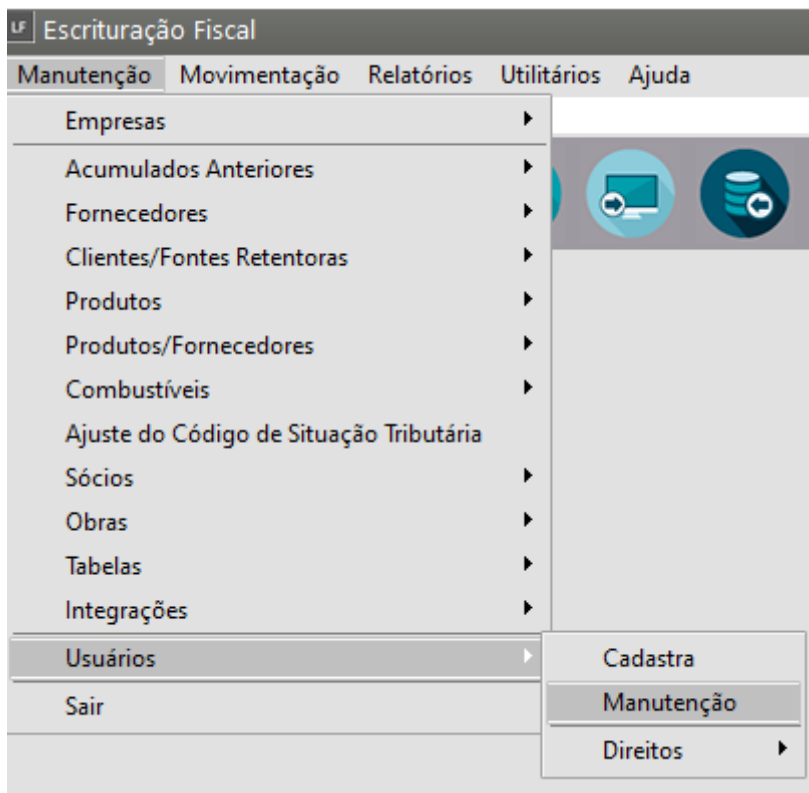 LF Escrituração Fiscal
Manutenção Movimentação Relatórios Utilitários Ajuda
Empresas
Acumulados Anteriores
Fornecedores
Clientes/Fontes Retentoras
Produtos
Produtos/Fornecedores
Combustíveis
Ajuste do Código de Situação Tributária
Sócios
Obras
Tabelas
Integrações
Usuários
Sair
Cadastra
Manutenção
Direitos